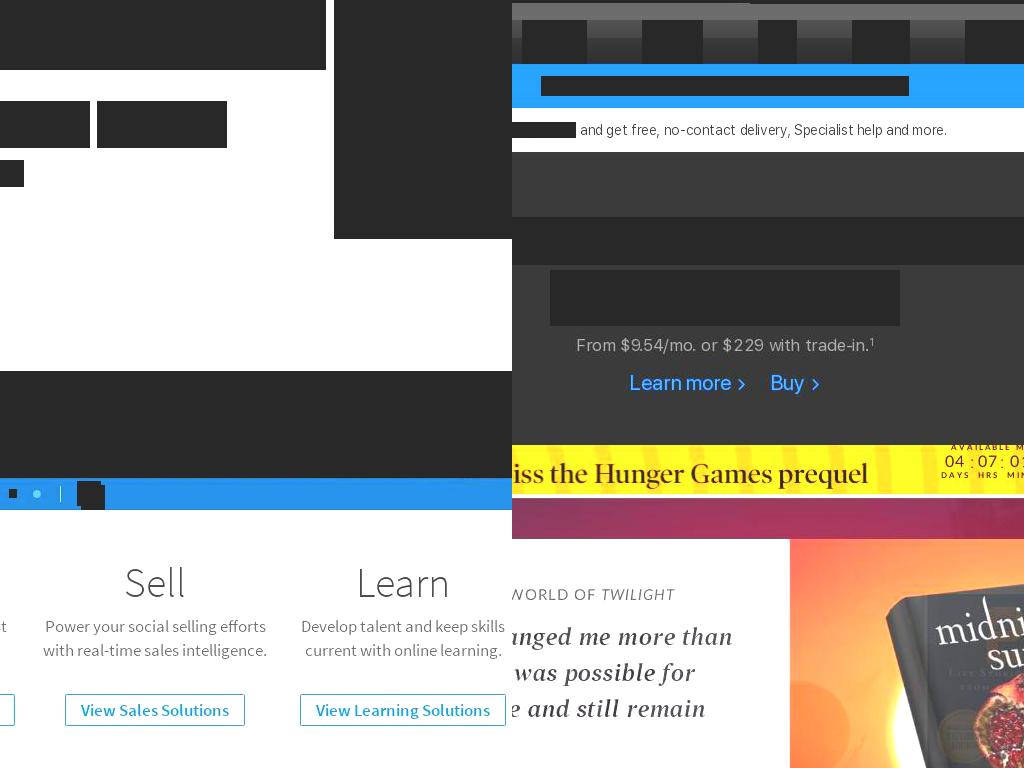 and get free, no-contact delivery, Specialist help and more.
From $9.54/mo. or $229 with trade-in.¹
Learn more >
Buy >
iss the Hunger Games prequel
AVAILABLE M
04 : 07 : 01
DAYS HRS MIN
Sell
Power your social selling efforts
with real-time sales intelligence.
View Sales Solutions
Learn
Develop talent and keep skills
current with online learning.
View Learning Solutions
WORLD OF TWILIGHT
anged me more than
was possible for
e and still remain
midni
su